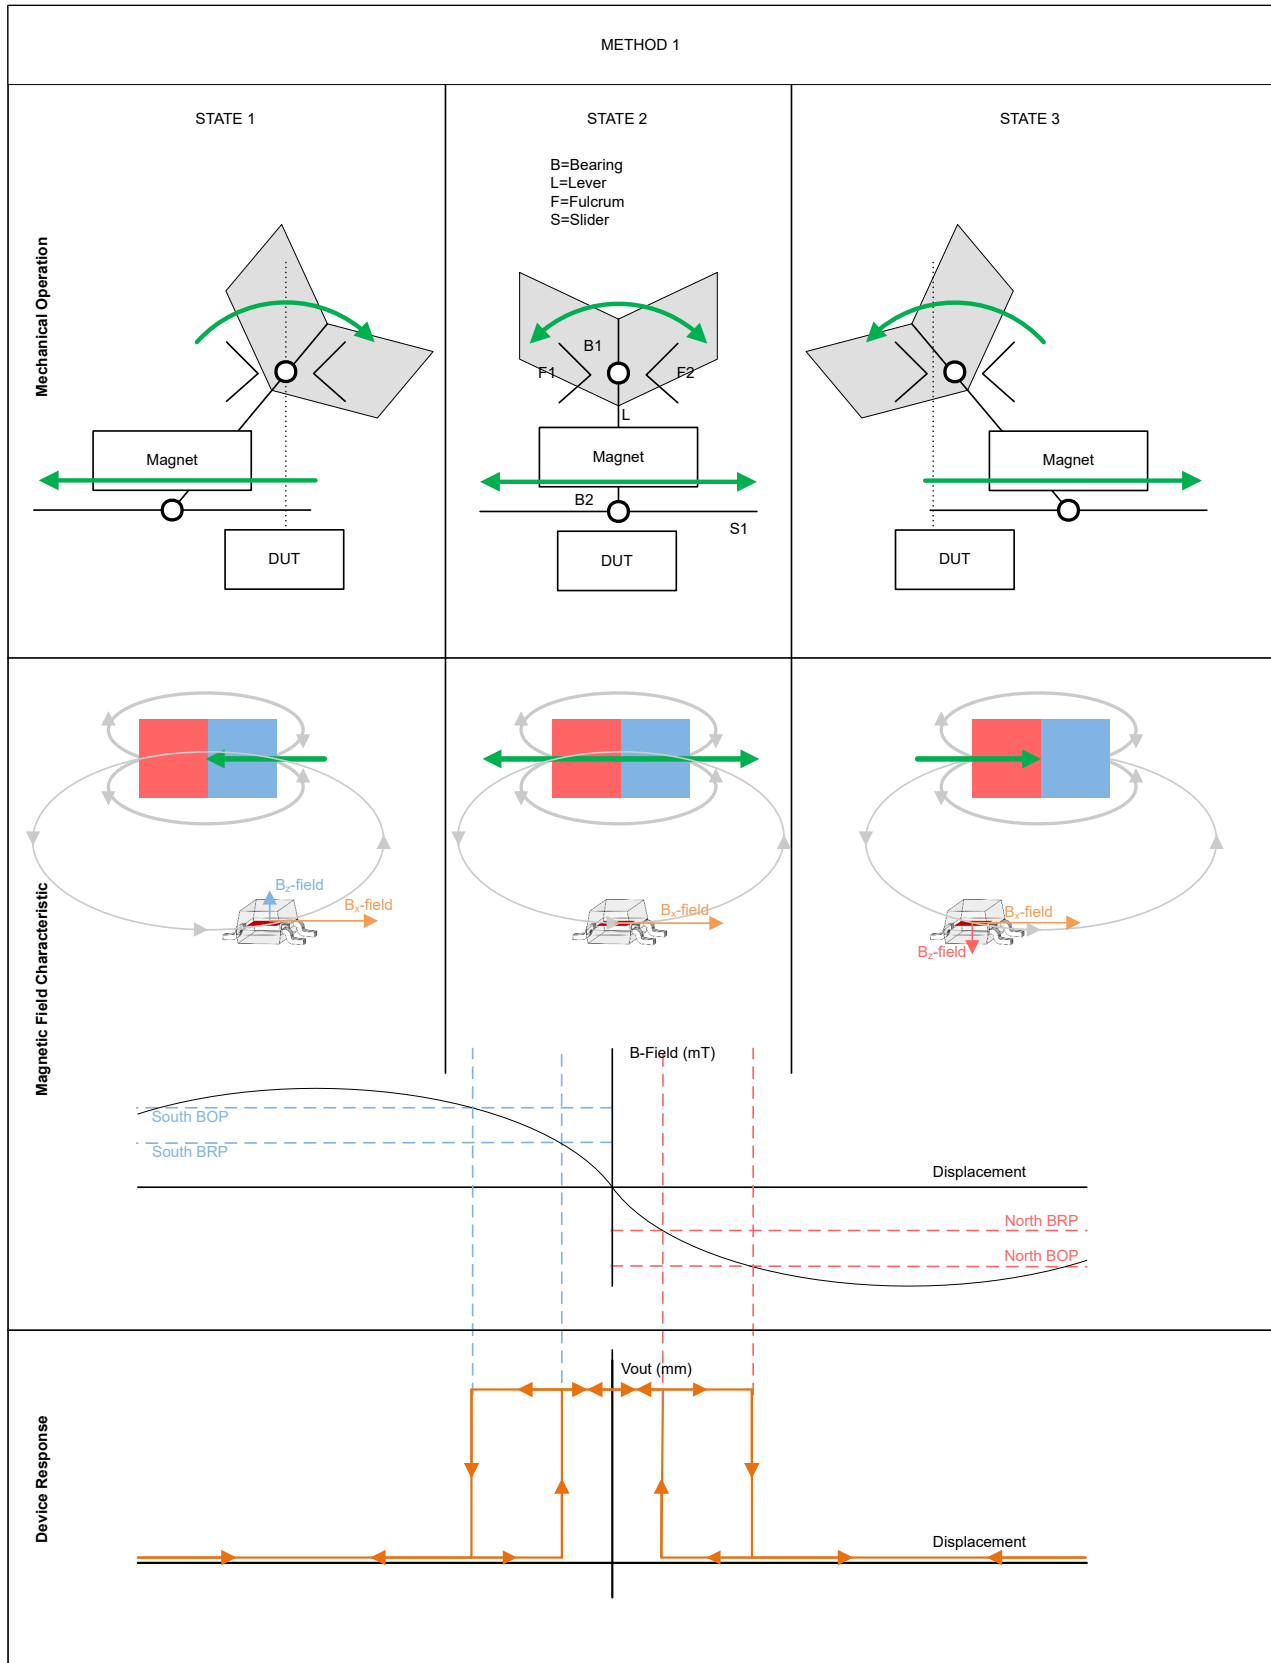 METHOD 1
STATE 1
STATE 2
STATE 3
B=Bearing
L=Lever
F=Fulcrum
S=Slider
Mechanical Operation
B1
F1
F2
L
Magnet
Magnet
Magnet
B2
S1
DUT
DUT
DUT
Magnetic Field Characteristic
Bz-field
Bx-field
Bx-field
Bx-field
Bz-field
B-Field (mT)
South BOP
South BRP
Displacement
North BRP
North BOP
Device Response
Vout (mm)
Displacement